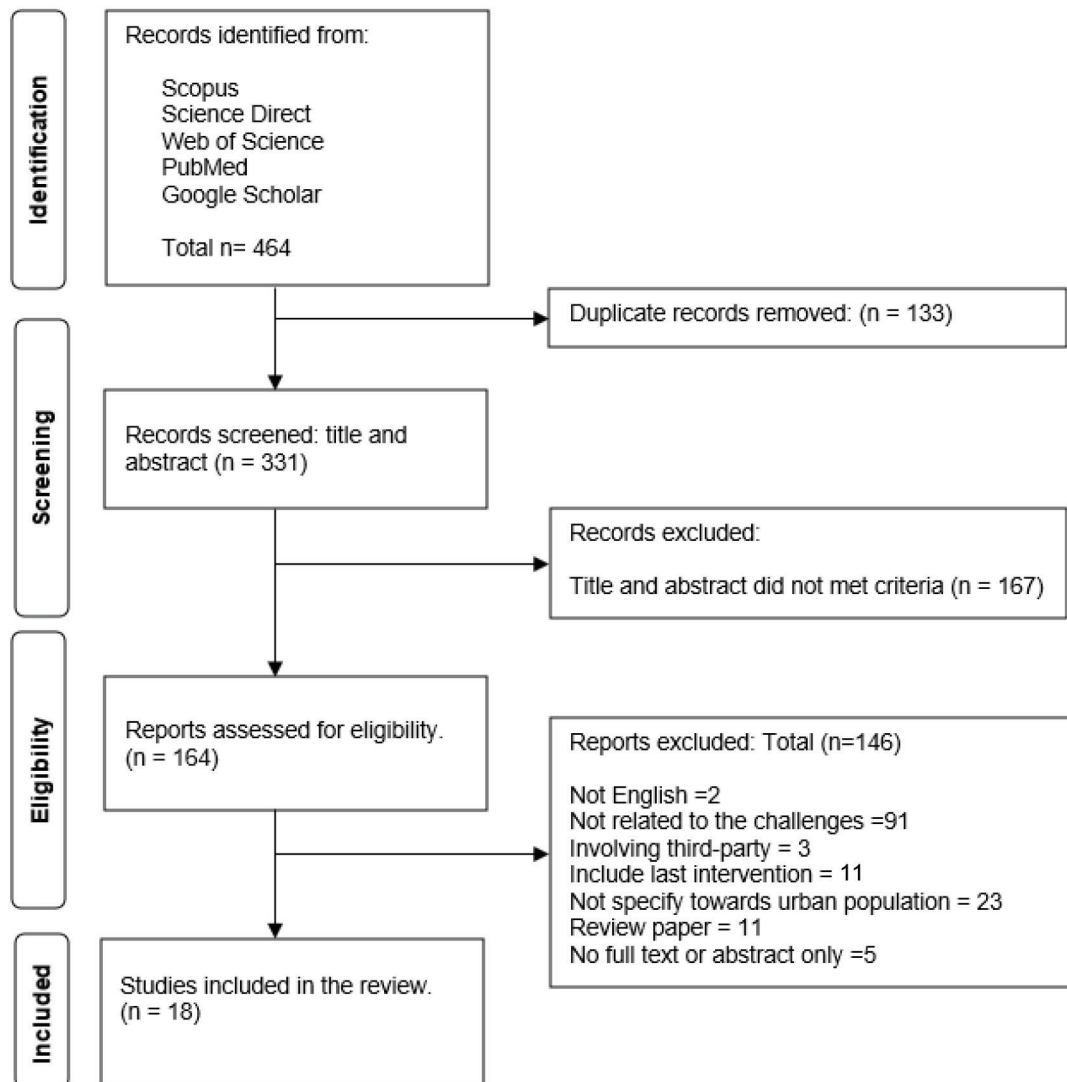 Identification
Records identified from:
Scopus
Science Direct
Web of Science
PubMed
Google Scholar
Total n= 464
Duplicate records removed: (n = 133)
Screening
Records screened: title and
abstract (n = 331)
Records excluded:
Title and abstract did not met criteria (n = 167)
Eligibility
Reports assessed for eligibility.
(n = 164)
Reports excluded: Total (n=146)
Not English =2
Not related to the challenges =91
Involving third-party = 3
Include last intervention = 11
Not specify towards urban population = 23
Review paper = 11
No full text or abstract only =5
Included
Studies included in the review.
(n = 18)